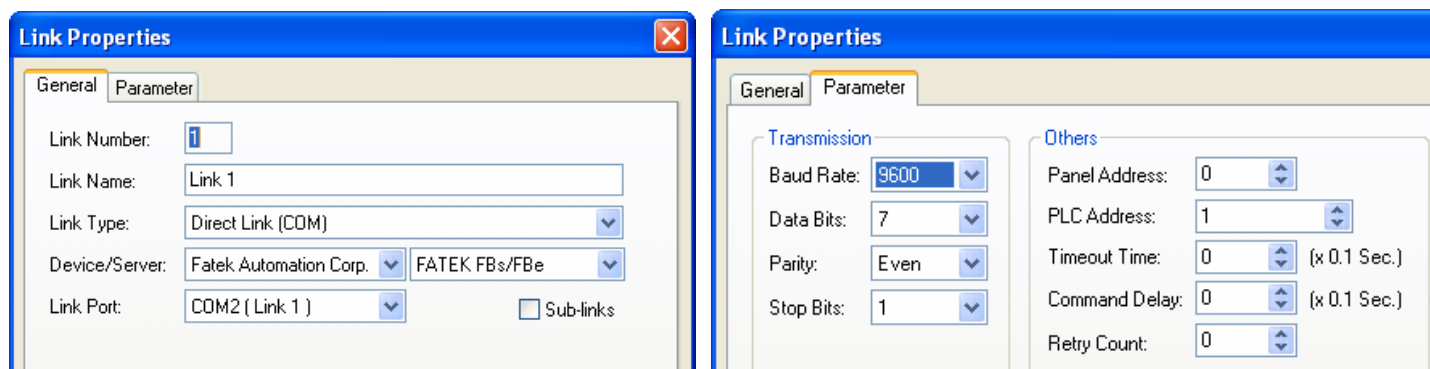 Link Properties
General Parameter
Link Number: 1
Link Name: Link 1
Link Type: Direct Link (COM)
Device/Server: Fatek Automation Corp. FATEK FBs/FBe
Link Port: COM2 ( Link 1 ) Sub-links
Link Properties
General Parameter
Transmission
Baud Rate: 9600
Data Bits: 7
Parity: Even
Stop Bits: 1
Others
Panel Address: 0
PLC Address: 1
Timeout Time: 0 (x 0.1 Sec.)
Command Delay: 0 (x 0.1 Sec.)
Retry Count: 0